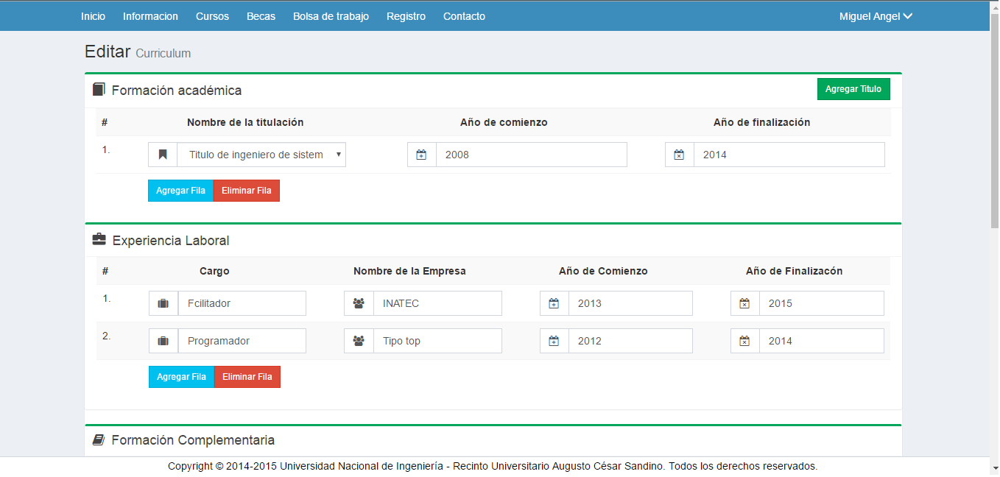 Inicio Informacion Cursos Becas Bolsa de trabajo Registro Contacto Miguel Angel
Editar Curriculum
Formación académica Agregar Titulo
# Nombre de la titulación Año de comienzo Año de finalización
1. Titulo de ingeniero de sistem 2008 2014
Agregar Fila Eliminar Fila
Experiencia Laboral
# Cargo Nombre de la Empresa Año de Comienzo Año de Finalizacón
1. Fcilitador INATEC 2013 2015
2. Programador Tipo top 2012 2014
Agregar Fila Eliminar Fila
Formación Complementaria
Copyright © 2014-2015 Universidad Nacional de Ingeniería - Recinto Universitario Augusto César Sandino. Todos los derechos reservados.